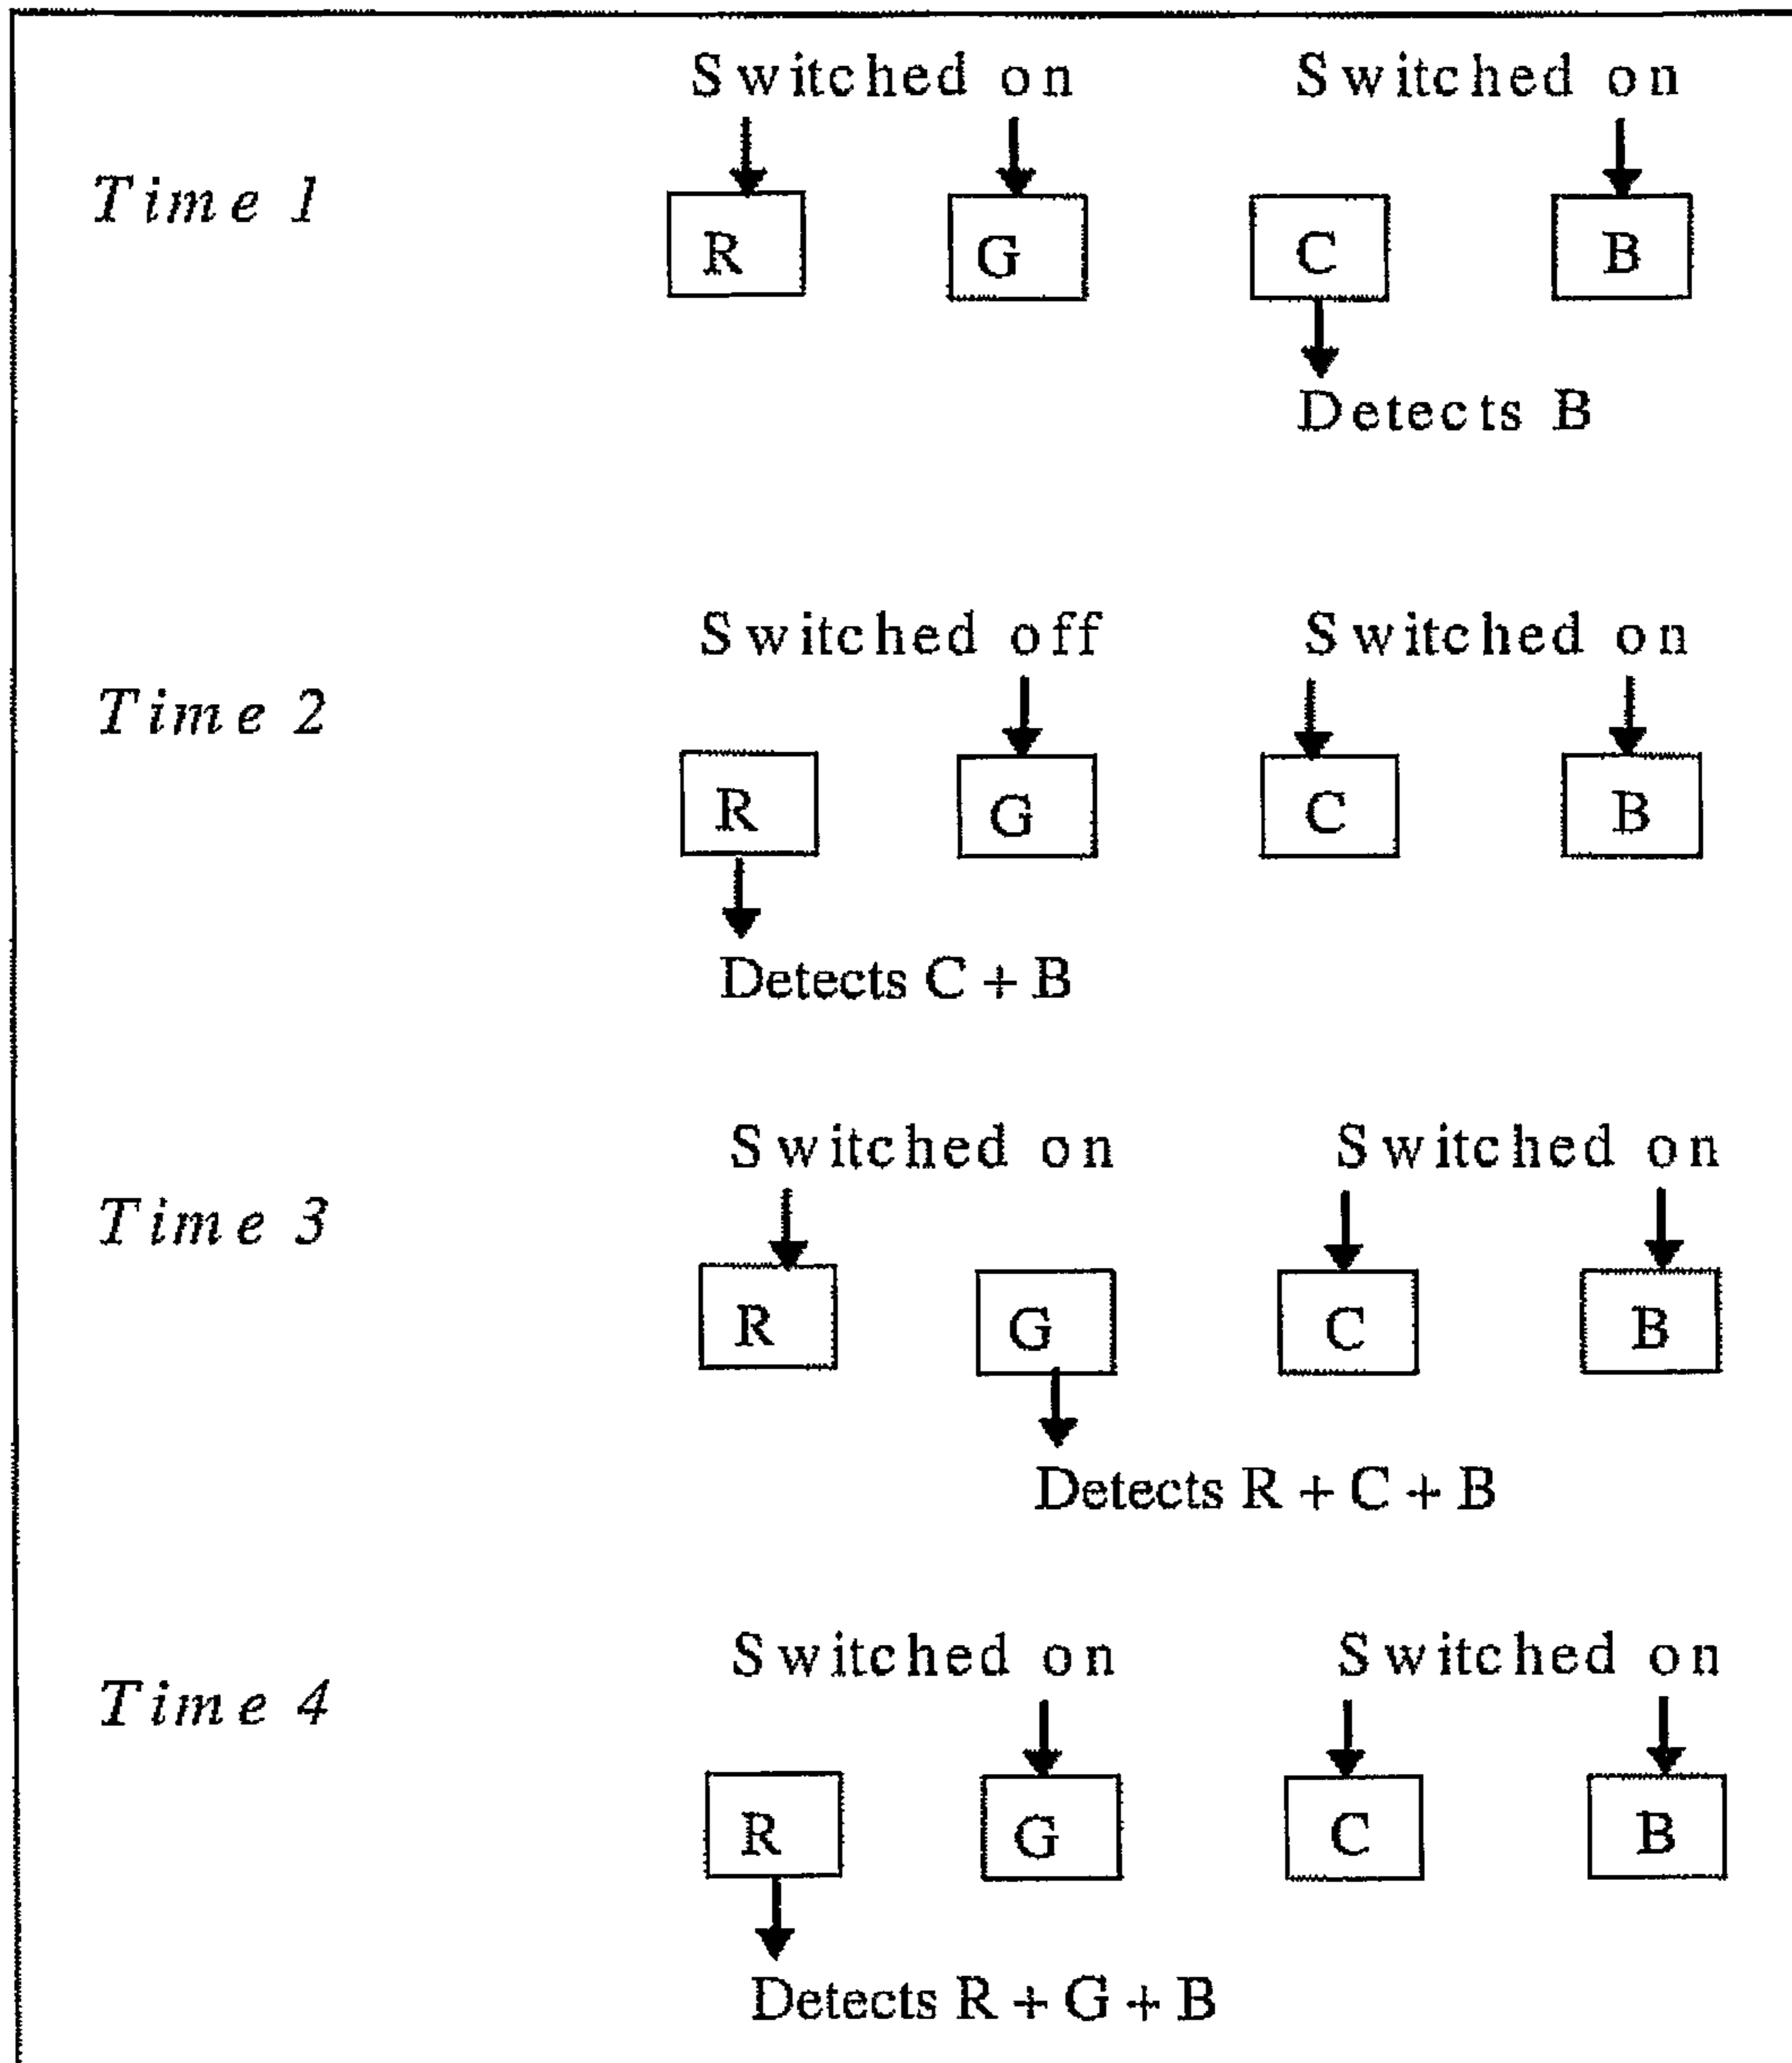 Switched on Switched on
Time 1
R G C B
Detects B
Switched off Switched on
Time 2
R G C B
Detects C + B
Switched on Switched on
Time 3
R G C B
Detects R + C + B
Switched on Switched on
Time 4
R G C B
Detects R + G + B